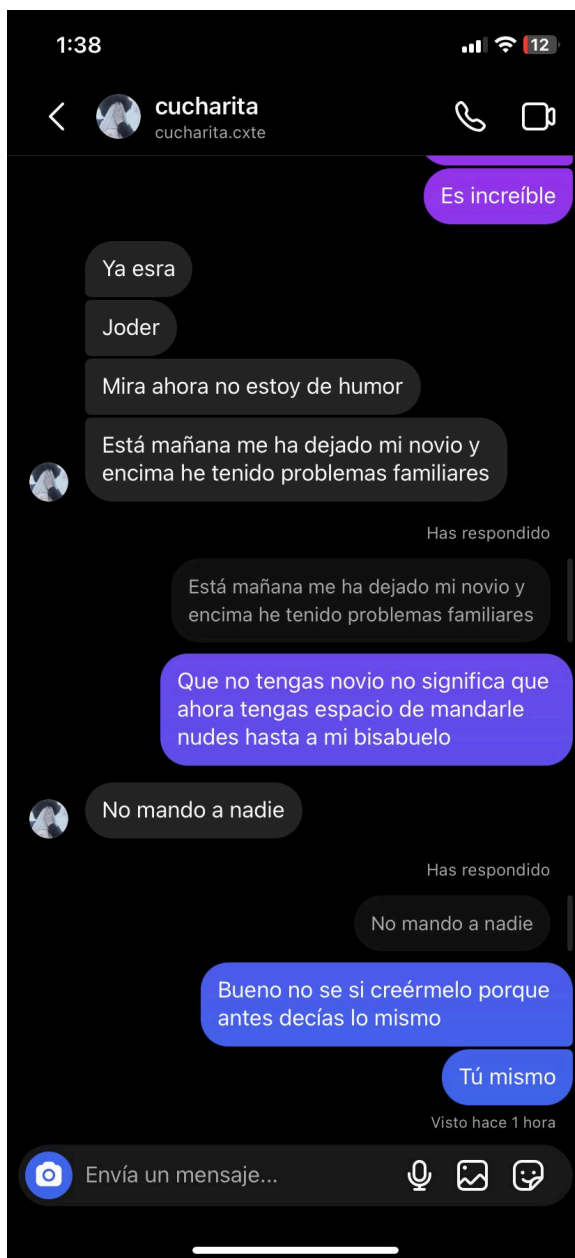 1:38
12
cucharita
cucharita.cxte
Es increíble
Ya esra
Joder
Mira ahora no estoy de humor
Está mañana me ha dejado mi novio y
encima he tenido problemas familiares
Has respondido
Está mañana me ha dejado mi novio y
encima he tenido problemas familiares
Que no tengas novio no significa que
ahora tengas espacio de mandarle
nudes hasta a mi bisabuelo
No mando a nadie
Has respondido
No mando a nadie
Bueno no se si creérmelo porque
antes decías lo mismo
Tú mismo
Visto hace 1 hora
Envía un mensaje...